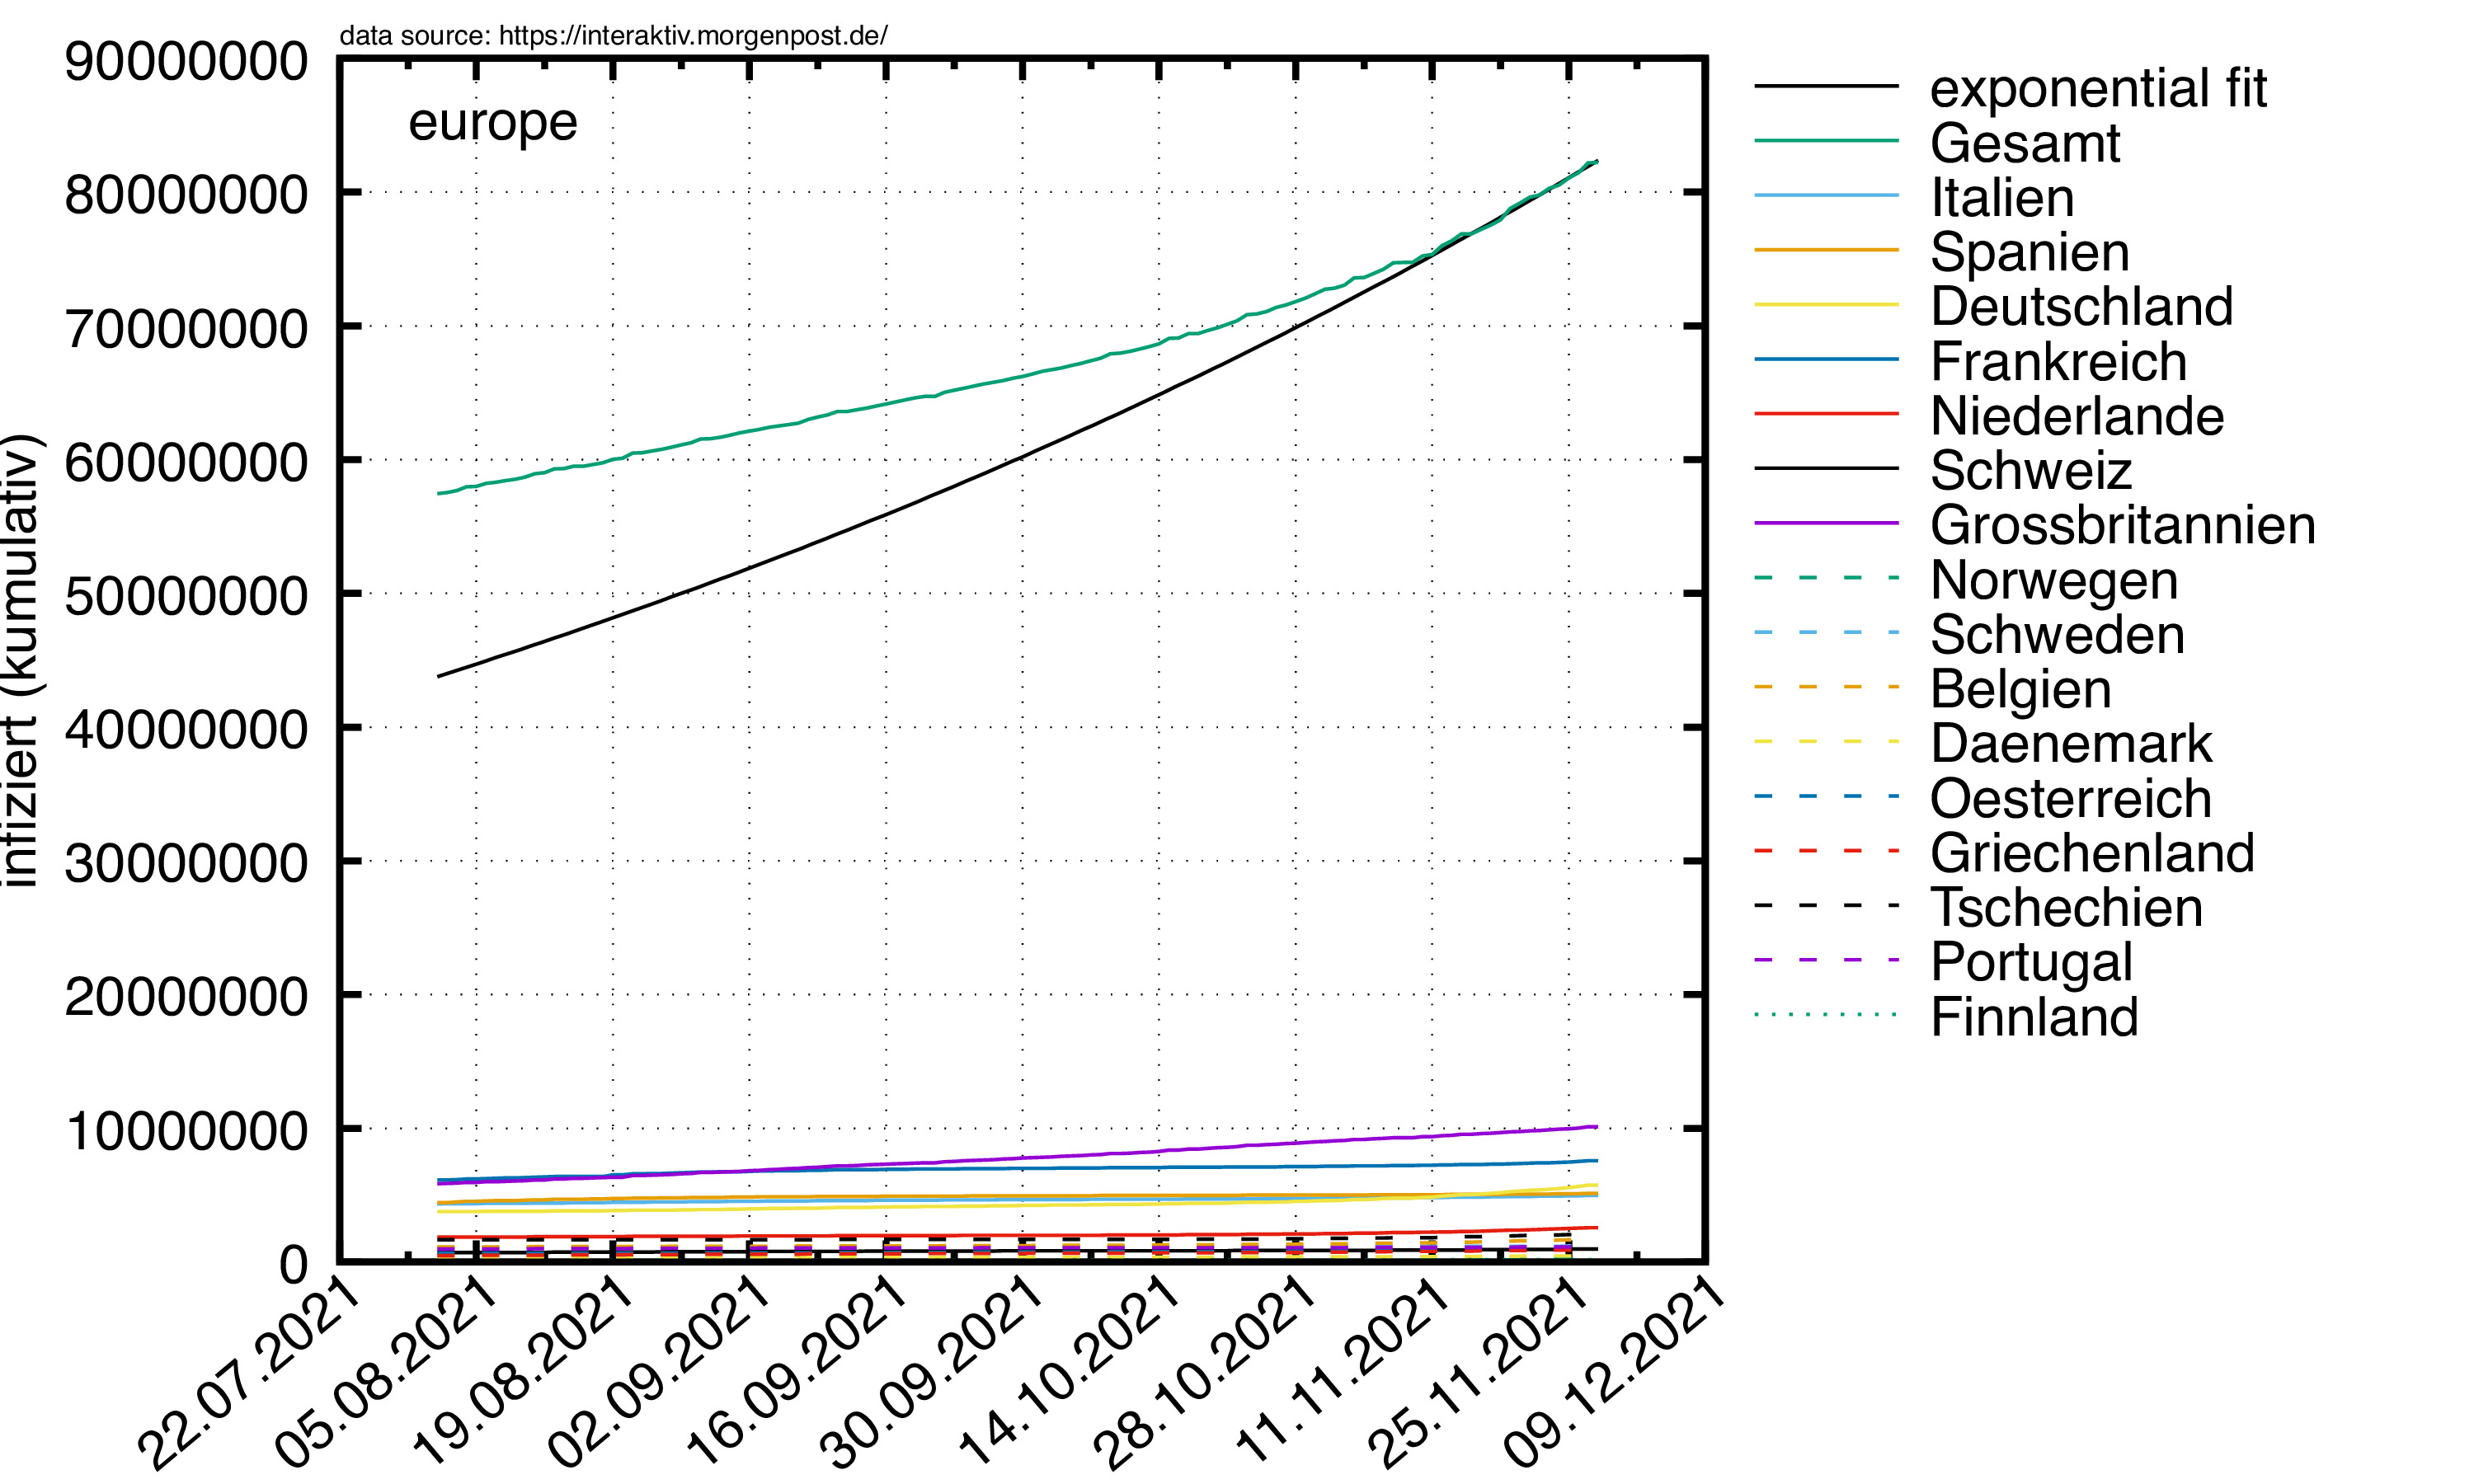 data source: https://interaktiv.morgenpost.de/
90000000
80000000
70000000
60000000
50000000
40000000
30000000
20000000
10000000
0
infiziert (kumulativ)
europe
22.07.2021
05.08.2021
19.08.2021
02.09.2021
16.09.2021
30.09.2021
14.10.2021
28.10.2021
11.11.2021
25.11.2021
09.12.2021
exponential fit
Gesamt
Italien
Spanien
Deutschland
Frankreich
Niederlande
Schweiz
Grossbritannien
Norwegen
Schweden
Belgien
Daenemark
Oesterreich
Griechenland
Tschechien
Portugal
Finnland